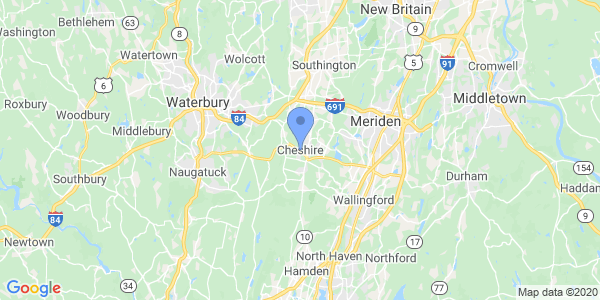 New Britain
Bethlehem
63
Washington
8
9
Wolcott
Watertown
Southington
5
91
Cromwell
6
Roxbury
Waterbury
691
Middletown
Woodbury
84
Meriden
Middlebury
Cheshire
154
Naugatuck
Durham
Southbury
Haddam
Wallingford
84
9
Newtown
10
17
North Haven
Northford
Hamden
34
77
Google
Map data ©2020